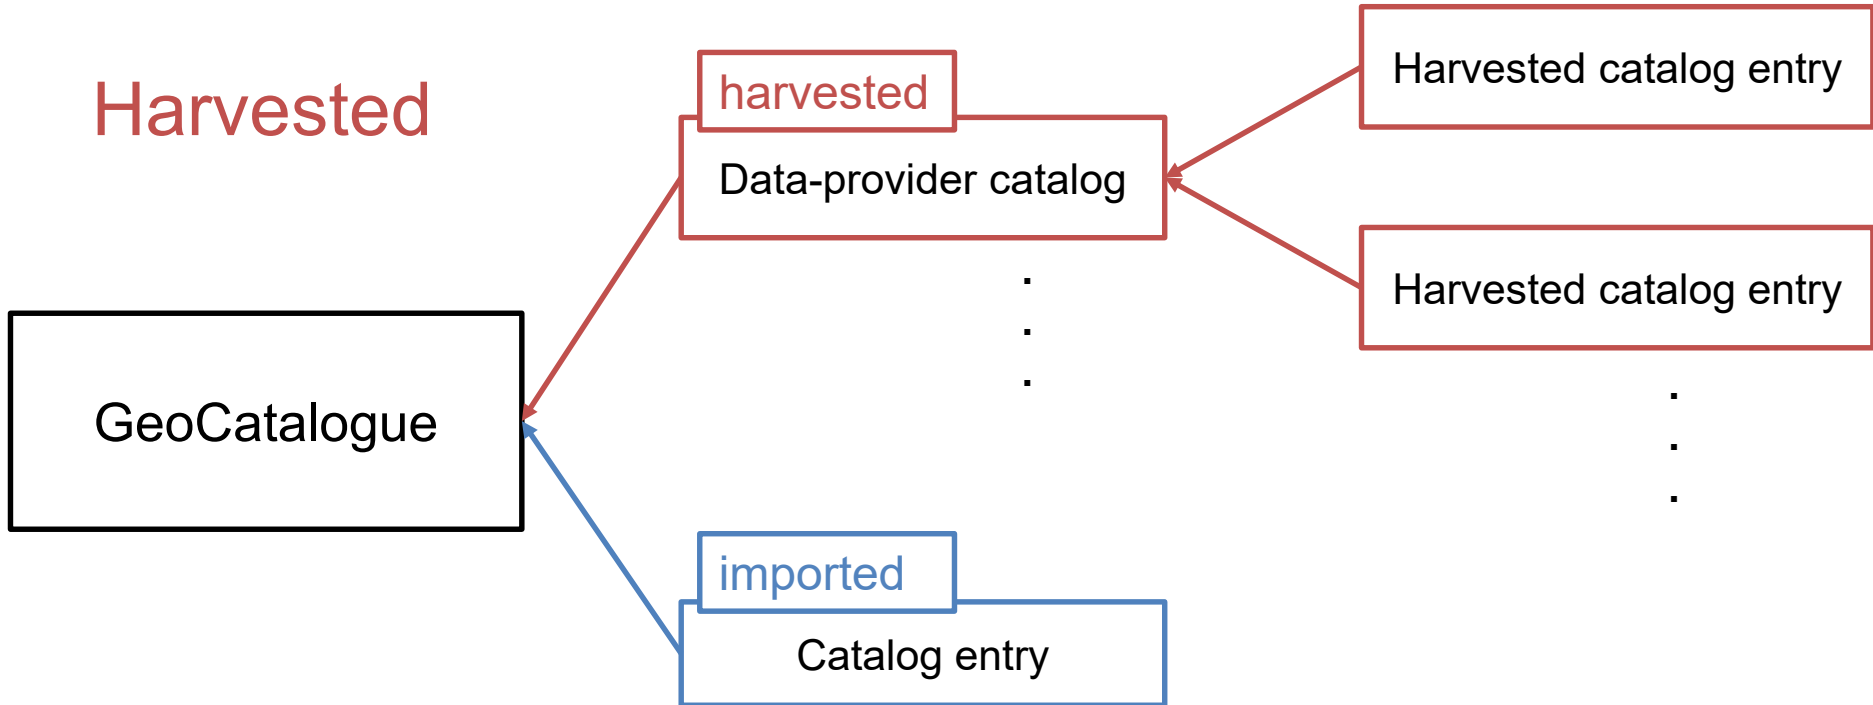 Harvested
harvested
Data-provider catalog
Harvested catalog entry
Harvested catalog entry
.
.
.
.
.
.
GeoCatalogue
imported
Catalog entry